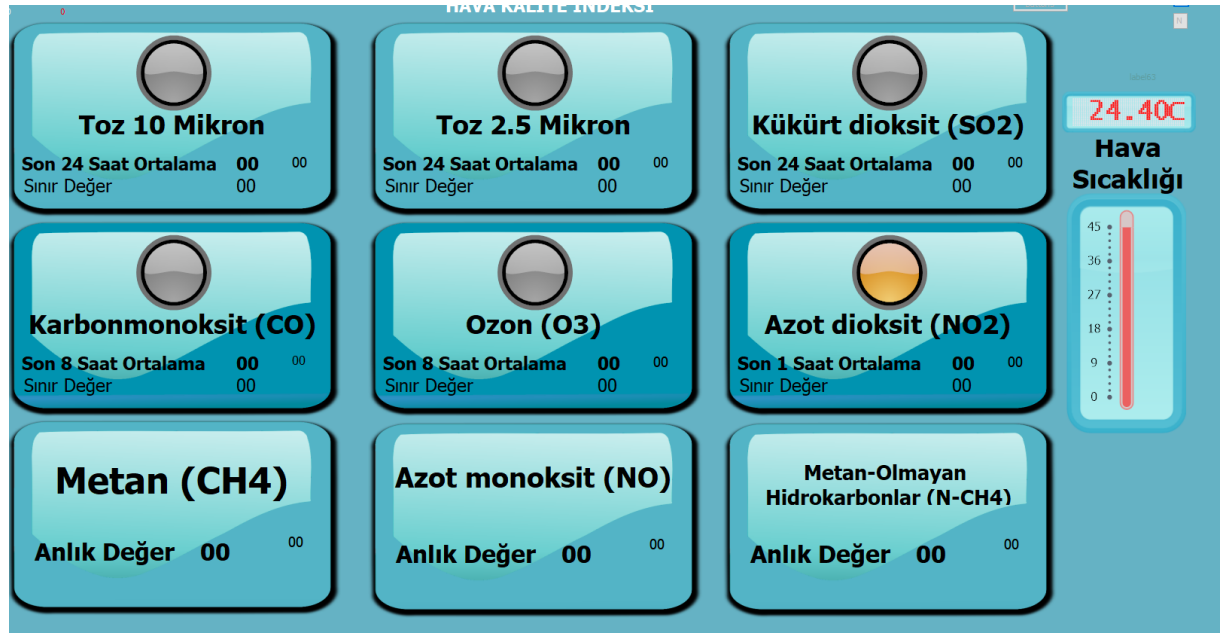 0
HAVA KALİTE İNDEKSİ
N
Toz 10 Mikron
Son 24 Saat Ortalama 00 00
Sınır Değer 00
Toz 2.5 Mikron
Son 24 Saat Ortalama 00 00
Sınır Değer 00
Kükürt dioksit (SO2)
Son 24 Saat Ortalama 00 00
Sınır Değer 00
24.40C
Hava
Sıcaklığı
45
36
27
18
9
0
Karbonmonoksit (CO)
Son 8 Saat Ortalama 00 00
Sınır Değer 00
Ozon (O3)
Son 8 Saat Ortalama 00 00
Sınır Değer 00
Azot dioksit (NO2)
Son 1 Saat Ortalama 00 00
Sınır Değer 00
Metan (CH4)
Anlık Değer 00 00
Azot monoksit (NO)
Anlık Değer 00 00
Metan-Olmayan
Hidrokarbonlar (N-CH4)
Anlık Değer 00 00